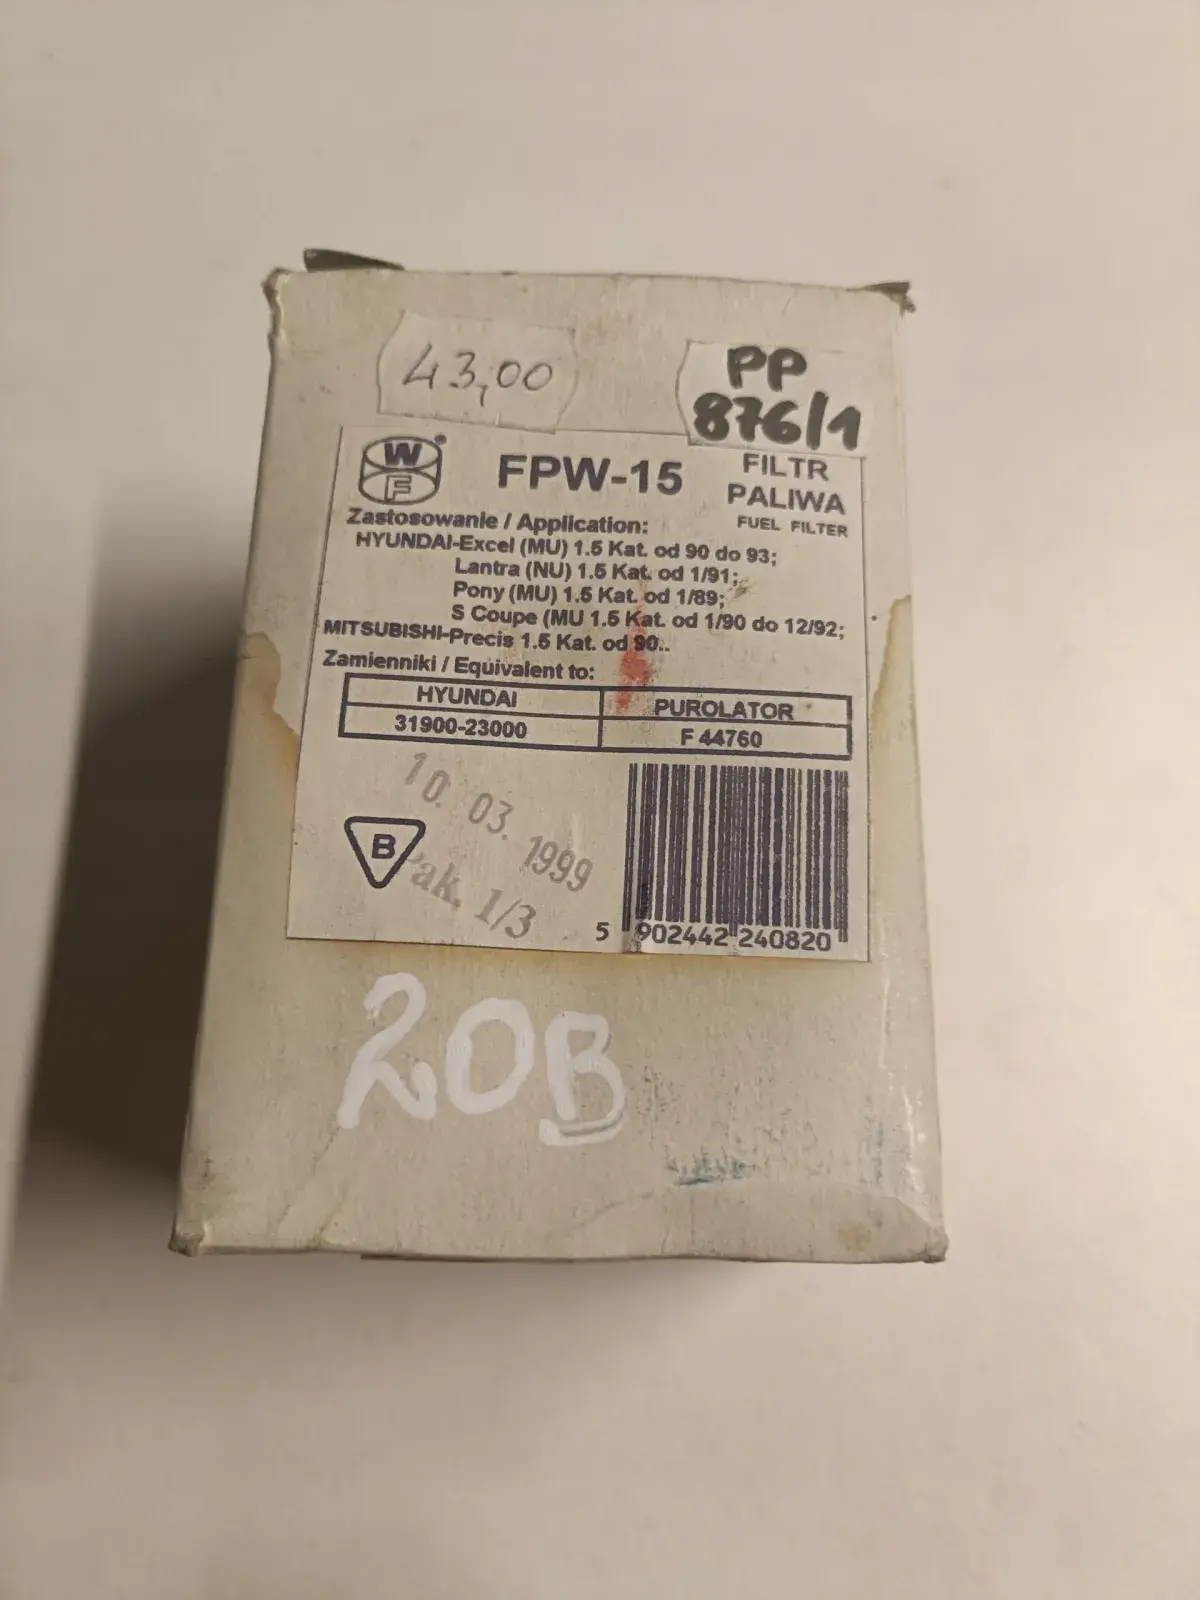 43,00
PP
876/1
WF
FPW-15
FILTR
PALIWA
FUEL FILTER
Zastosowanie / Application:
HYUNDAI-Excel (MU) 1.5 Kat. od 90 do 93;
Lantra (NU) 1.5 Kat. od 1/91;
Pony (MU) 1.5 Kat. od 1/89;
S Coupe (MU 1.5 Kat. od 1/90 do 12/92;
MITSUBISHI-Precis 1.5 Kat. od 90..
Zamienniki / Equivalent to:
HYUNDAI PUROLATOR
31900-23000 F 44760
10. 03. 1999
B
Pak. 1/3
5 902442 240820
20B